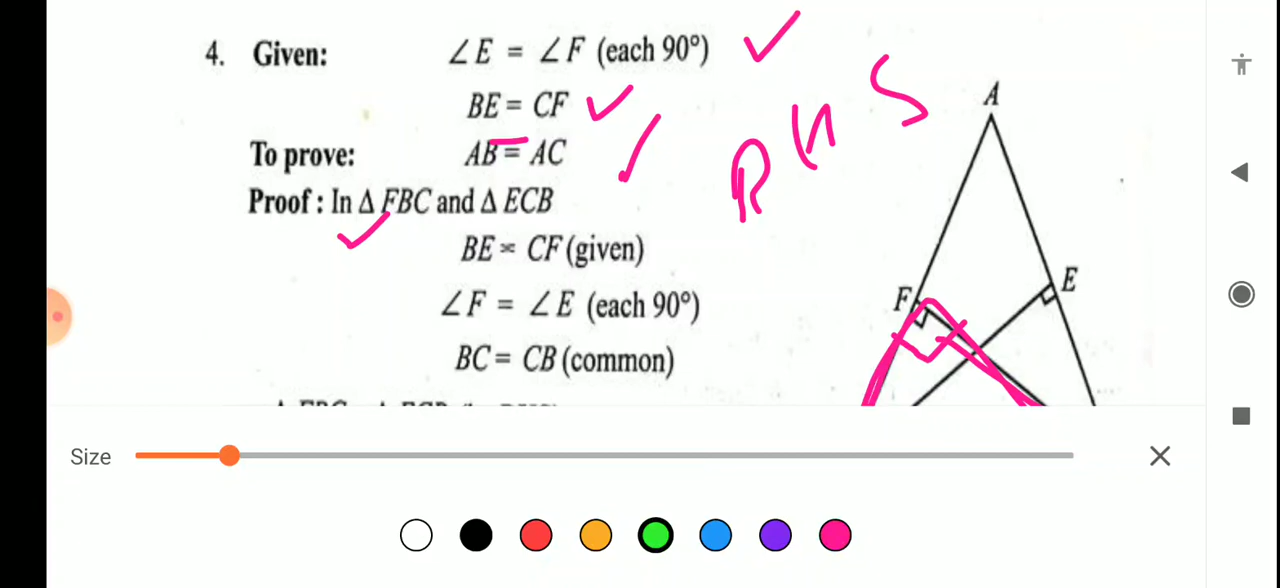 4. Given: ∠E = ∠F (each 90°)
BE = CF
To prove: AB = AC
Proof : In Δ FBC and Δ ECB
BE = CF (given)
∠F = ∠E (each 90°)
BC = CB (common)
R H S
A
F
E
Size